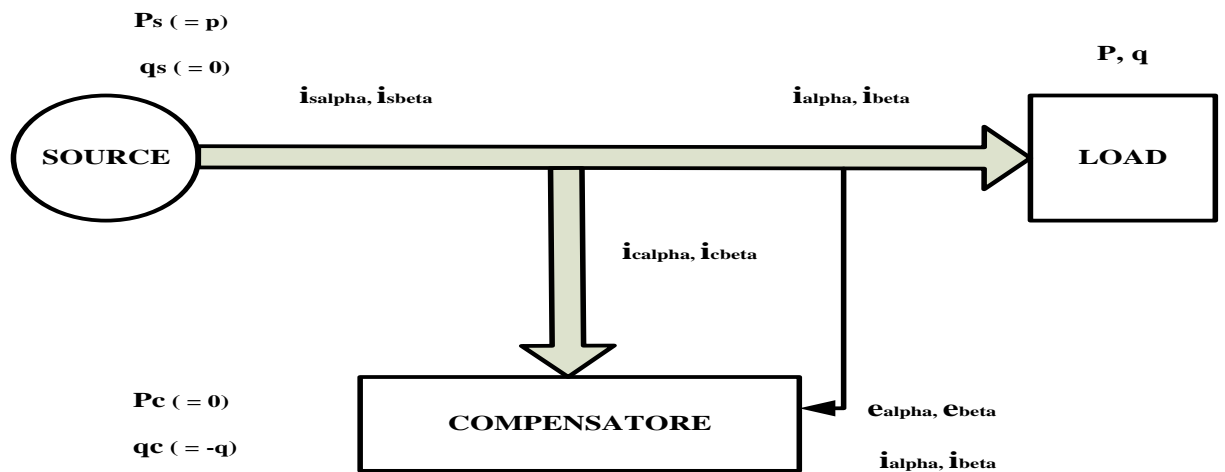 Ps ( = p)
qs ( = 0)
P, q
isalpha, isbeta
ialpha, ibeta
SOURCE
LOAD
icalpha, icbeta
Pc ( = 0)
qc ( = -q)
COMPENSATORE
ealpha, ebeta
ialpha, ibeta